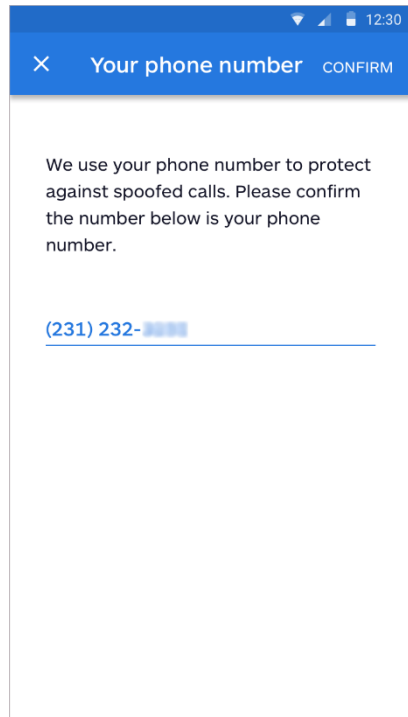 12:30
Your phone number CONFIRM
We use your phone number to protect
against spoofed calls. Please confirm
the number below is your phone
number.
(231) 232-